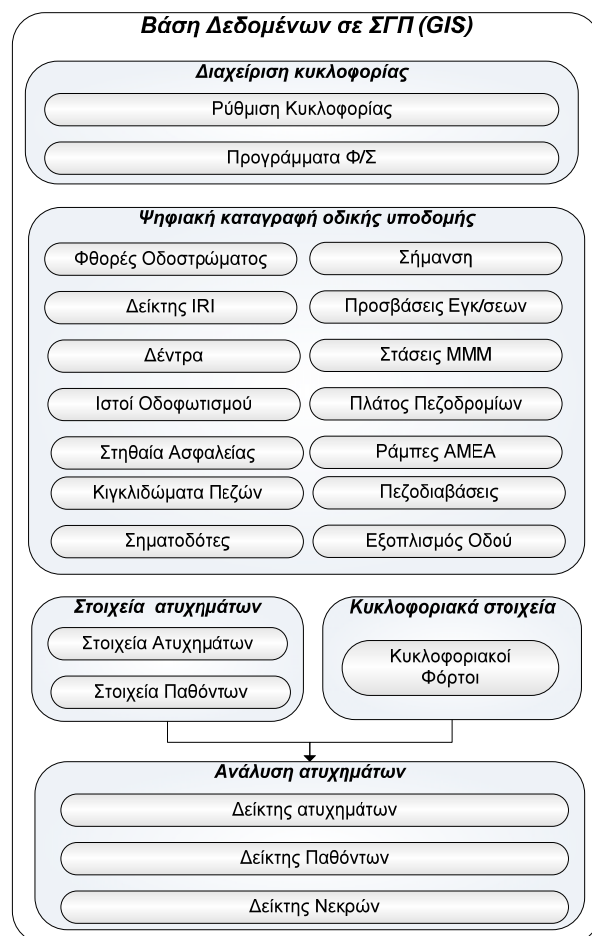 Βάση Δεδομένων σε ΣΓΠ (GIS)
Διαχείριση κυκλοφορίας
Ρύθμιση Κυκλοφορίας
Προγράμματα Φ/Σ
Ψηφιακή καταγραφή οδικής υποδομής
Φθορές Οδοστρώματος
Σήμανση
Δείκτης IRI
Προσβάσεις Εγκ/σεων
Δέντρα
Στάσεις ΜΜΜ
Ιστοί Οδοφωτισμού
Πλάτος Πεζοδρομίων
Στηθαία Ασφαλείας
Ράμπες ΑΜΕΑ
Κιγκλιδώματα Πεζών
Πεζοδιαβάσεις
Σηματοδότες
Εξοπλισμός Οδού
Στοιχεία ατυχημάτων
Στοιχεία Ατυχημάτων
Στοιχεία Παθόντων
Κυκλοφοριακά στοιχεία
Κυκλοφοριακοί
Φόρτοι
Ανάλυση ατυχημάτων
Δείκτης ατυχημάτων
Δείκτης Παθόντων
Δείκτης Νεκρών